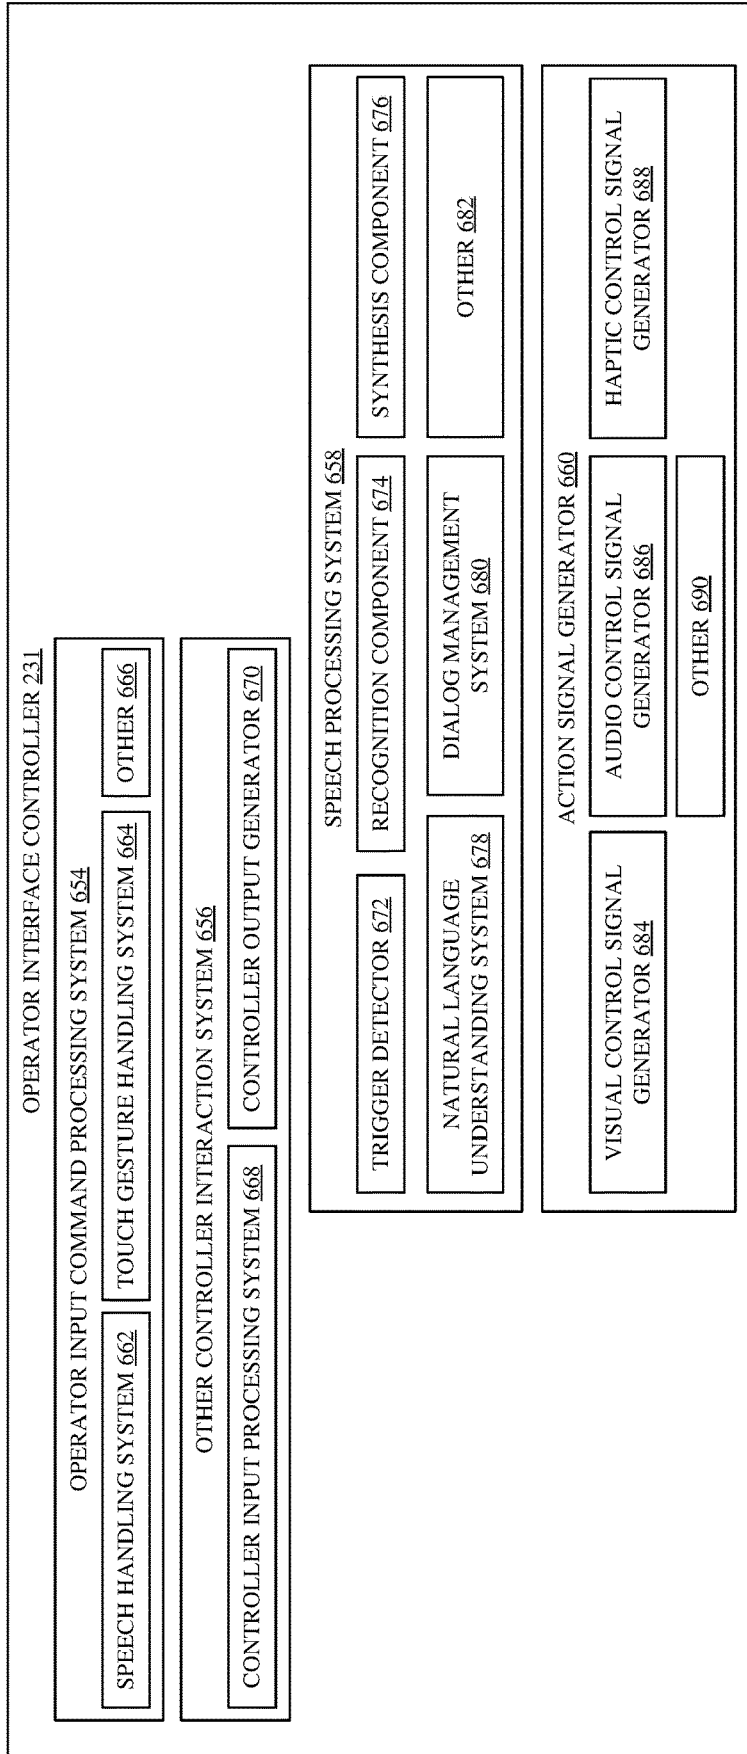 OPERATOR INTERFACE CONTROLLER 231
OPERATOR INPUT COMMAND PROCESSING SYSTEM 654
SPEECH HANDLING SYSTEM 662
TOUCH GESTURE HANDLING SYSTEM 664
OTHER 666
OTHER CONTROLLER INTERACTION SYSTEM 656
CONTROLLER INPUT PROCESSING SYSTEM 668
CONTROLLER OUTPUT GENERATOR 670
SPEECH PROCESSING SYSTEM 658
TRIGGER DETECTOR 672
RECOGNITION COMPONENT 674
SYNTHESIS COMPONENT 676
NATURAL LANGUAGE
UNDERSTANDING SYSTEM 678
DIALOG MANAGEMENT
SYSTEM 680
OTHER 682
ACTION SIGNAL GENERATOR 660
VISUAL CONTROL SIGNAL
GENERATOR 684
AUDIO CONTROL SIGNAL
GENERATOR 686
HAPTIC CONTROL SIGNAL
GENERATOR 688
OTHER 690